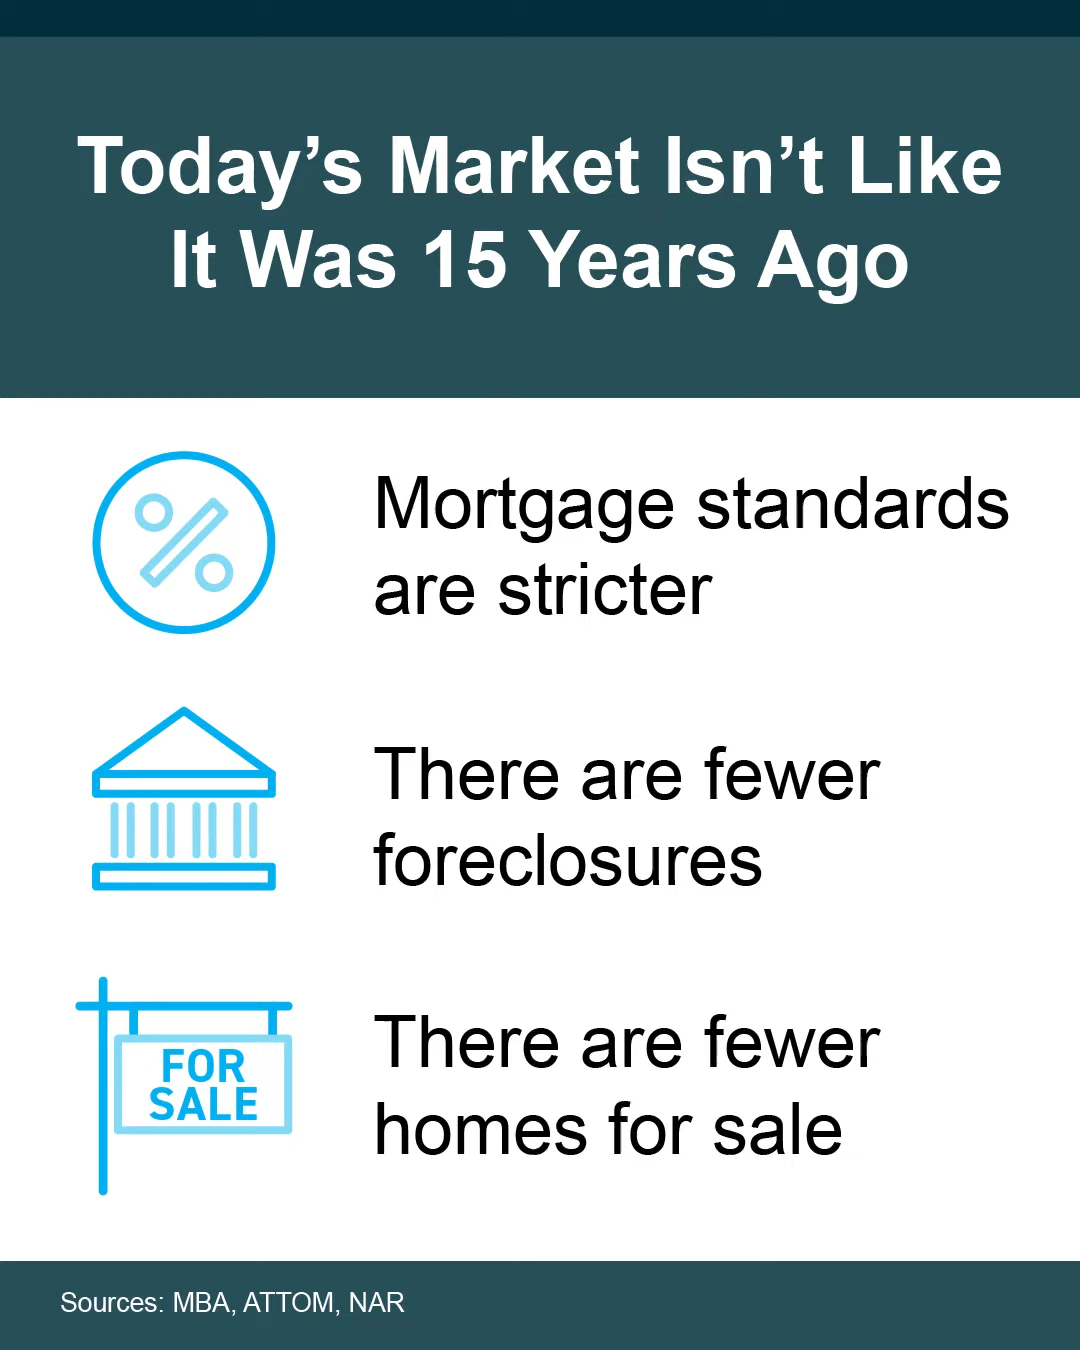 Today’s Market Isn’t Like
It Was 15 Years Ago
Mortgage standards
are stricter
There are fewer
foreclosures
FOR
SALE
There are fewer
homes for sale
Sources: MBA, ATTOM, NAR